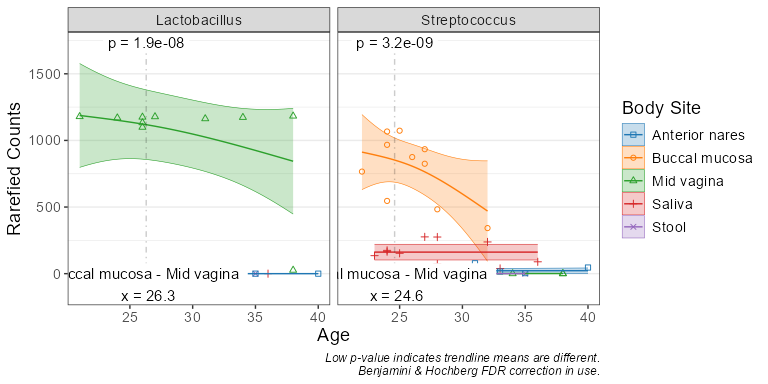 Lactobacillus
Streptococcus
p = 1.9e-08
p = 3.2e-09
Rarefied Counts
1500
1000
500
0
mucosa - Mid vagina
mucosa - Mid vagina
x = 26.3
x = 24.6
25
30
35
40
25
30
35
40
Age
Body Site
Anterior nares
Buccal mucosa
Mid vagina
Saliva
Stool
Low p-value indicates trendline means are different.
Benjamini & Hochberg FDR correction in use.